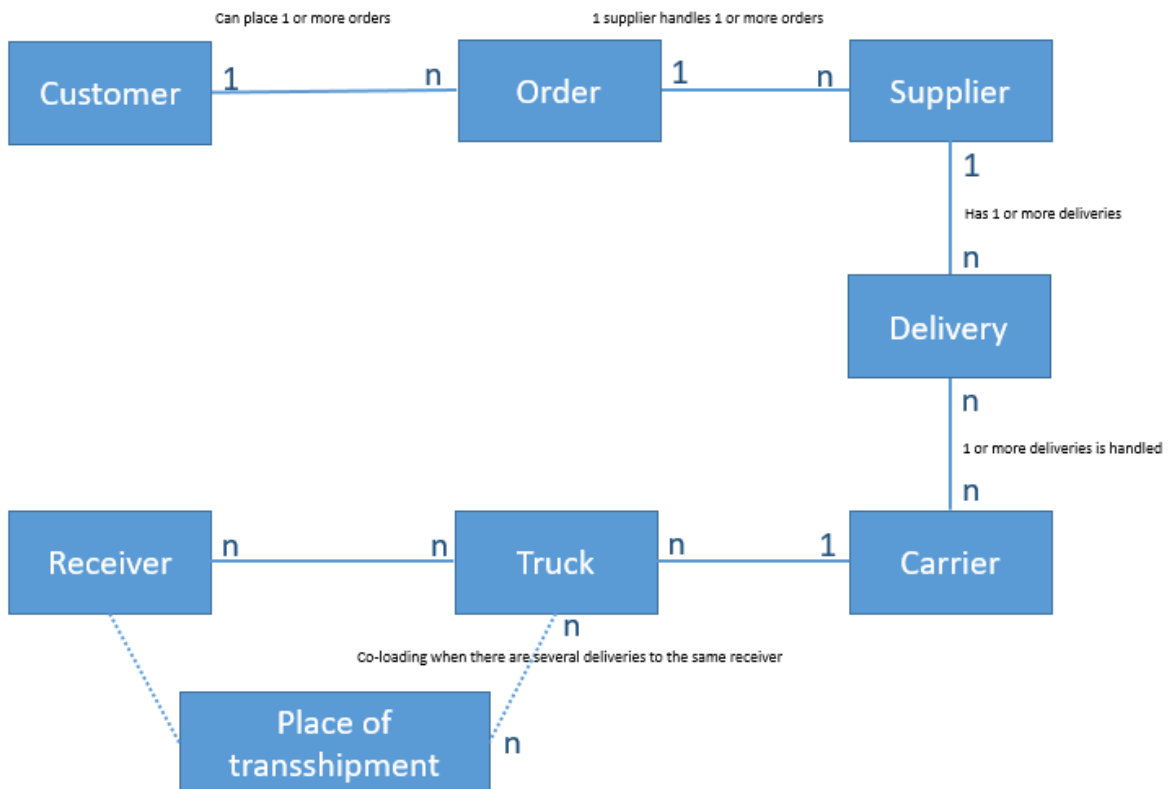 Can place 1 or more orders
1 supplier handles 1 or more orders
Customer
1
n
Order
1
n
Supplier
1
Has 1 or more deliveries
n
Delivery
n
1 or more deliveries is handled
n
Receiver
n
n
Truck
n
1
Carrier
n
Co-loading when there are several deliveries to the same receiver
Place of
transshipment
n